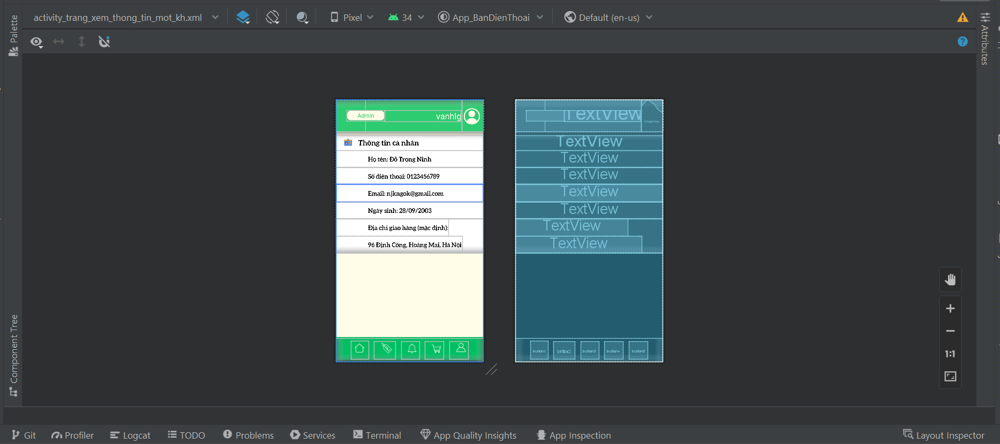 activity_trang_xem_thong_tin_mot_kh.xml
Pixel
34
App_BanDienThoai
Default (en-us)
Palette
Attributes
Component Tree
Admin
vanhlg
Thông tin cá nhân
Họ tên: Đỗ Trọng Ninh
Số điện thoại: 0123456789
Email: njkngok@gmail.com
Ngày sinh: 28/09/2003
Địa chỉ giao hàng (mặc định):
96 Định Công, Hoàng Mai, Hà Nội
TextView
ImageView
TextView
TextView
TextView
TextView
TextView
TextView
TextView
button1
button2
button3
button4
button5
1:1
Git
Profiler
Logcat
TODO
Problems
Services
Terminal
App Quality Insights
App Inspection
Layout Inspector